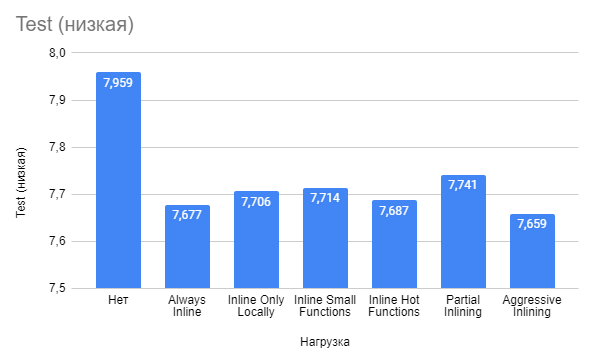 Test (низкая)
8,0
7,9
7,8
7,7
7,6
7,5
Test (низкая)
7,959
7,677
7,706
7,714
7,687
7,741
7,659
Нет
Always
Inline
Inline Only
Locally
Inline Small
Functions
Inline Hot
Functions
Partial
Inlining
Aggressive
Inlining
Нагрузка